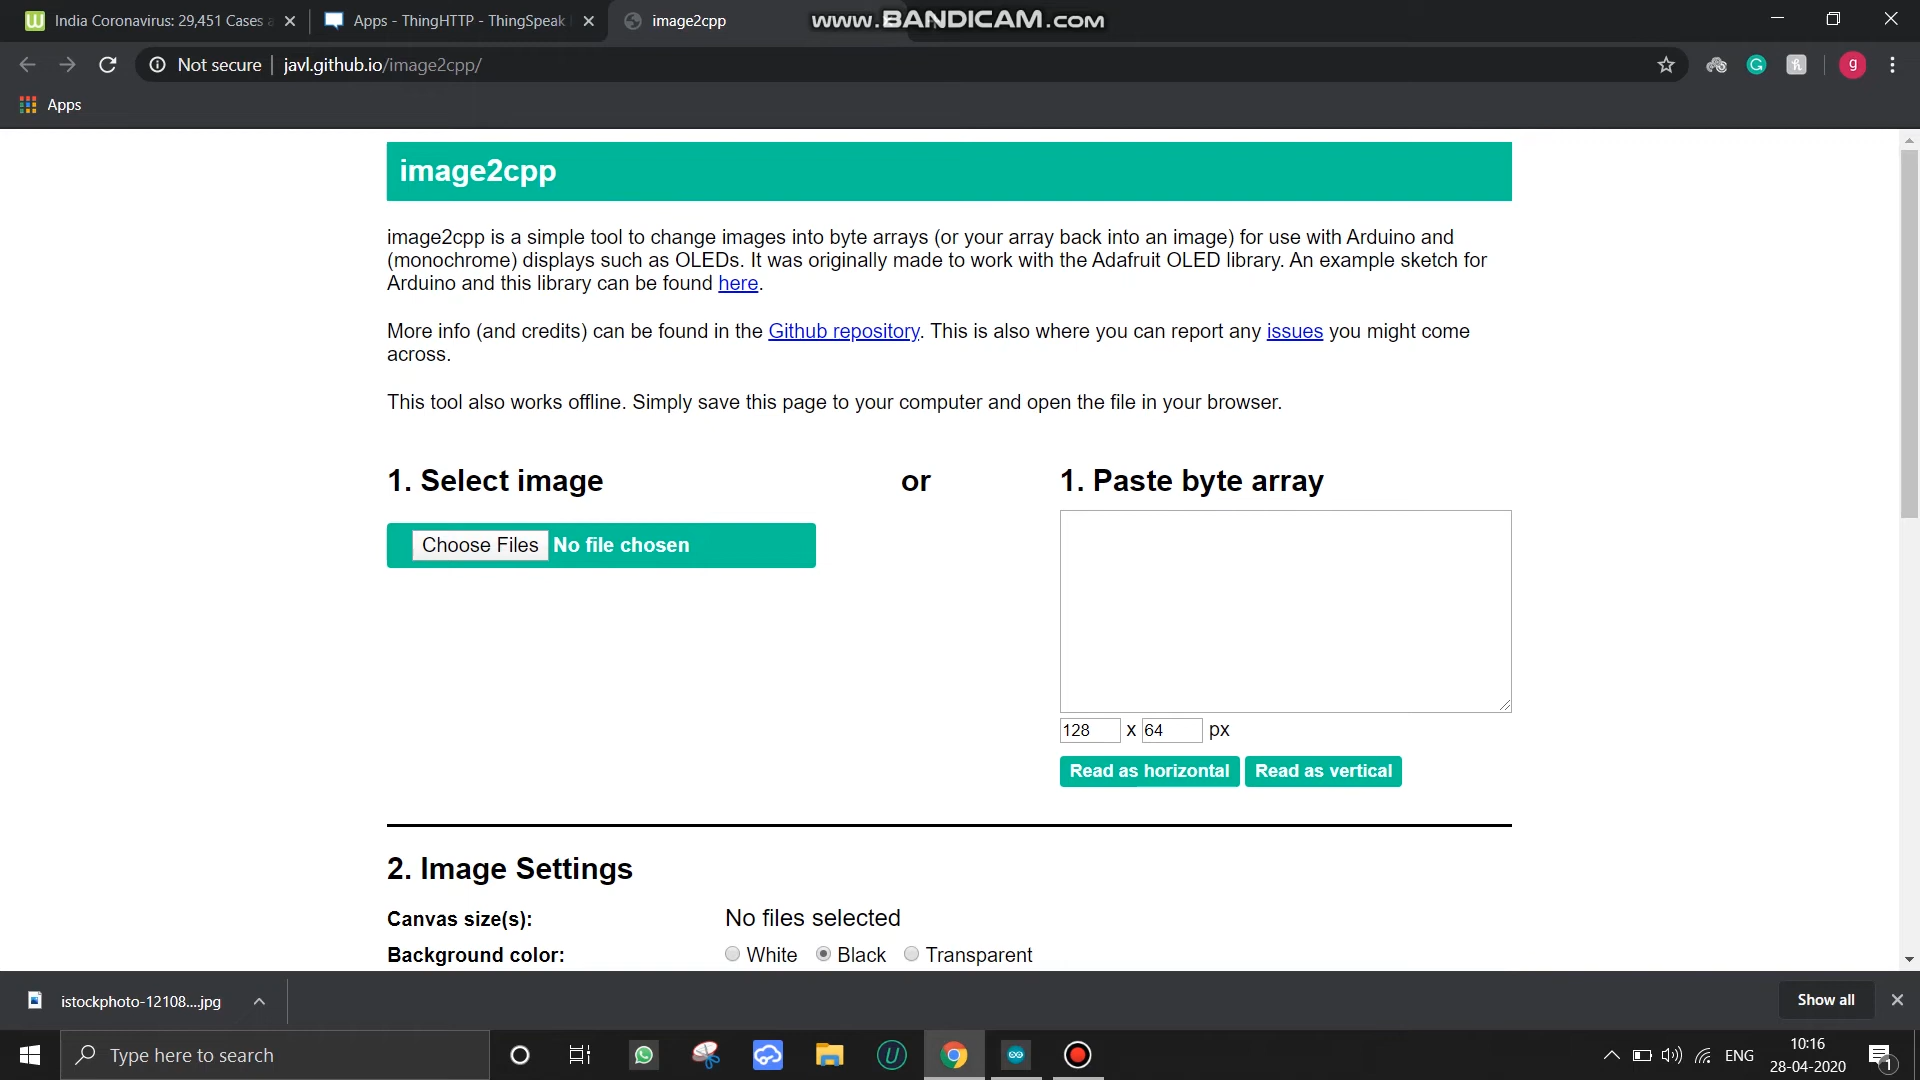 India Coronavirus: 29,451 Cases a
Apps - ThingHTTP - ThingSpeak
image2cpp
www.BANDICAM.com
Not secure
javl.github.io/image2cpp/
g
Apps
image2cpp
image2cpp is a simple tool to change images into byte arrays (or your array back into an image) for use with Arduino and
(monochrome) displays such as OLEDs. It was originally made to work with the Adafruit OLED library. An example sketch for
Arduino and this library can be found here.
More info (and credits) can be found in the Github repository. This is also where you can report any issues you might come
across.
This tool also works offline. Simply save this page to your computer and open the file in your browser.
1. Select image
or
1. Paste byte array
Choose Files No file chosen
128 x 64 px
Read as horizontal
Read as vertical
2. Image Settings
Canvas size(s):
No files selected
Background color:
White
Black
Transparent
istockphoto-12108....jpg
Show all
Type here to search
ENG
10:16
28-04-2020
1